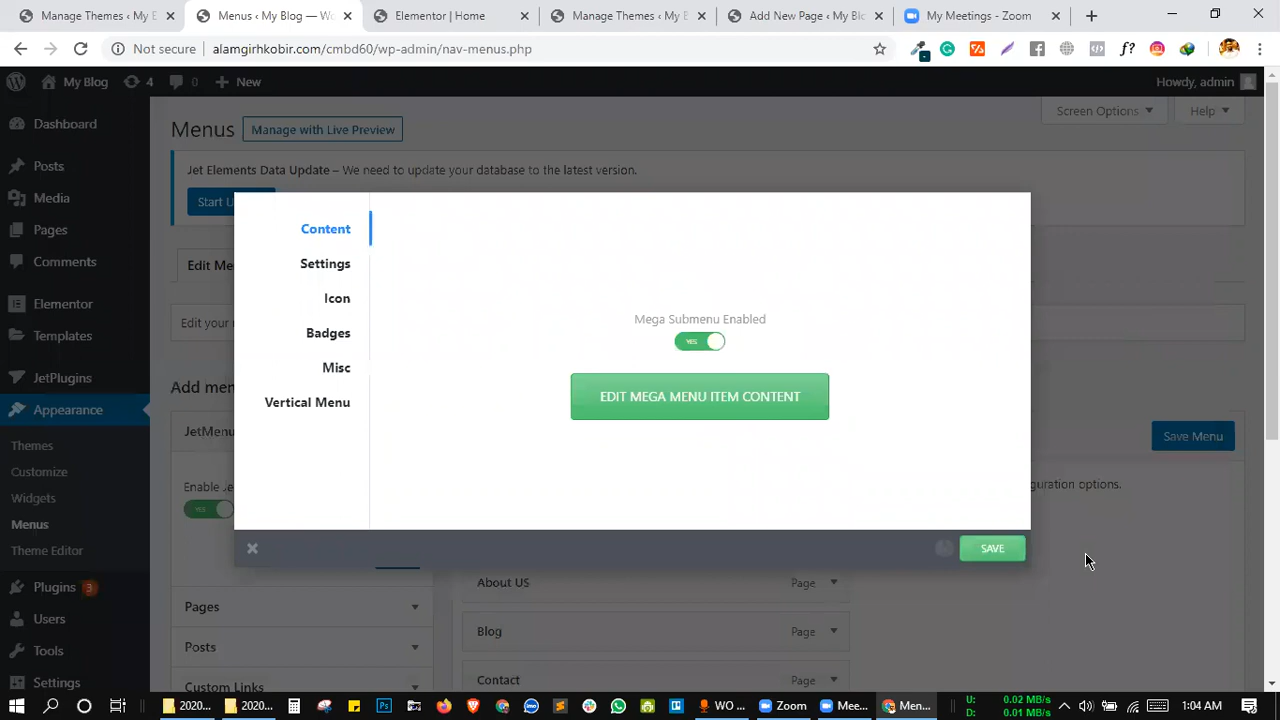 Manage Themes ‹ My E
Menus ‹ My Blog — Wo
Elementor | Home
Manage Themes ‹ My E
Add New Page ‹ My Blo
My Meetings - Zoom
Not secure
alamgirhkobir.com/cmbd60/wp-admin/nav-menus.php
f?
My Blog
4
0
New
Howdy, admin
Dashboard
Posts
Media
Pages
Comments
Elementor
Templates
JetPlugins
Appearance
Themes
Customize
Widgets
Menus
Theme Editor
Plugins 3
Users
Tools
Settings
Screen Options
Help
Menus
Manage with Live Preview
Jet Elements Data Update – We need to update your database to the latest version.
Start U
Edit Me
Edit your
Add men
JetMenu
Enable Je
YES
Content
Settings
Icon
Badges
Misc
Vertical Menu
Mega Submenu Enabled
YES
EDIT MEGA MENU ITEM CONTENT
SAVE
Save Menu
guration options.
About US
Page
Blog
Page
Contact
Page
Pages
Posts
Custom Links
2020...
2020...
WO ...
Zoom
Mee...
Men...
U: 0.02 MB/s
D: 0.01 MB/s
1:04 AM